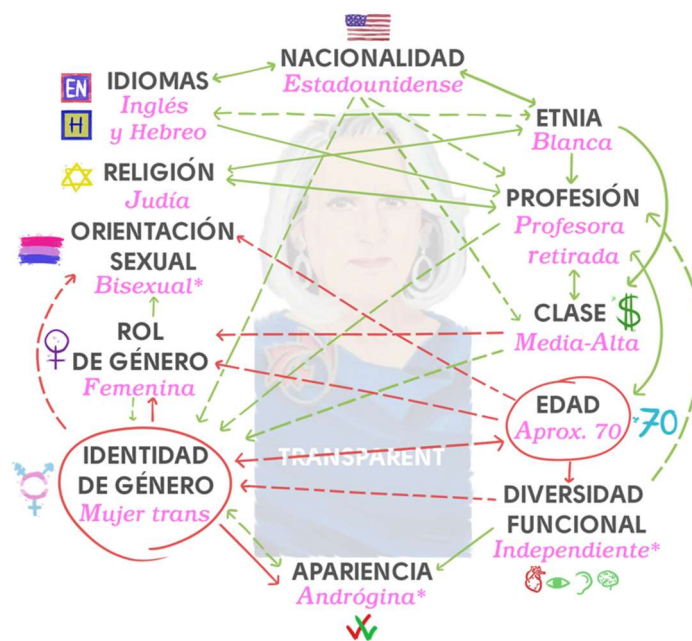 NACIONALIDAD
Estadounidense
EN
IDIOMAS
Inglés
H
y Hebreo
ETNIA
Blanca
RELIGIÓN
Judía
PROFESIÓN
Profesora
retirada
ORIENTACIÓN
SEXUAL
Bisexual*
CLASE $
Media-Alta
ROL
DE GÉNERO
Femenina
EDAD
Aprox. 70
-70
TRANSPARENT
IDENTIDAD
DE GÉNERO
Mujer trans
DIVERSIDAD
FUNCIONAL
Independiente*
APARIENCIA
Andrógina*